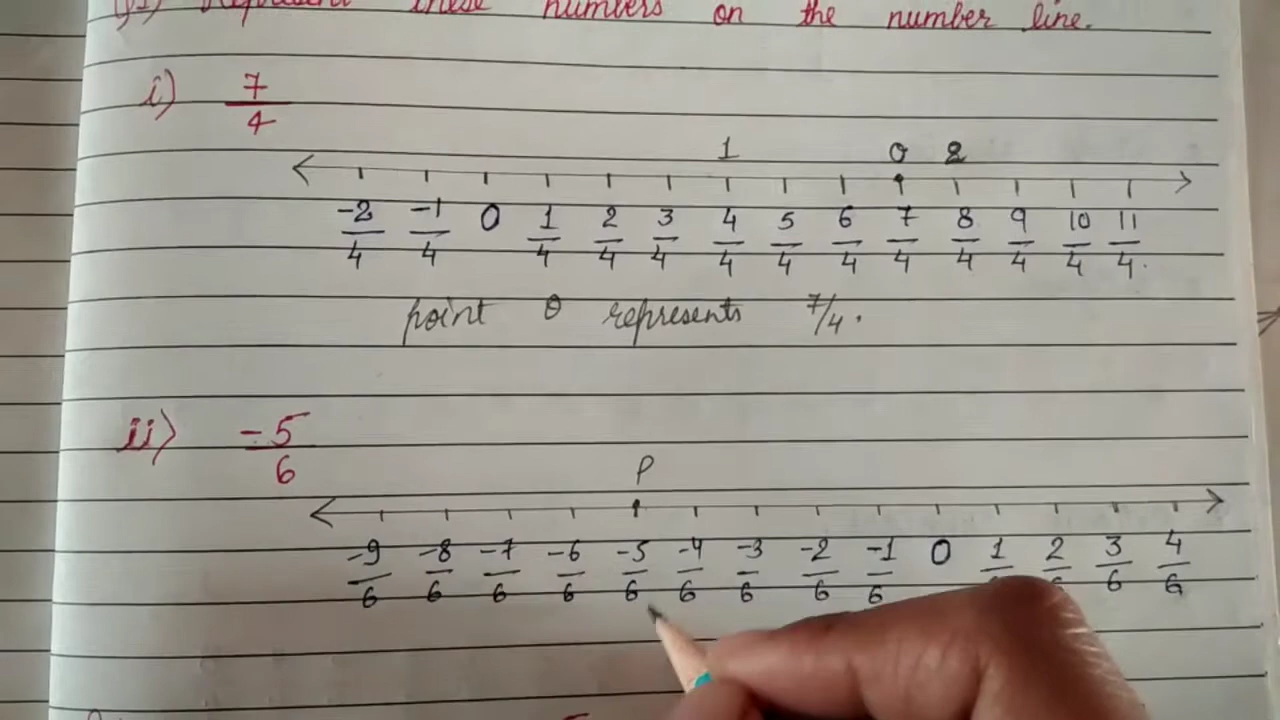 Represent these numbers on the number line.
i) 7/4
1 O 2
-2/4 -1/4 0 1/4 2/4 3/4 4/4 5/4 6/4 7/4 8/4 9/4 10/4 11/4.
point O represents 7/4.
ii) -5/6
P
-9/6 -8/6 -7/6 -6/6 -5/6 -4/6 -3/6 -2/6 -1/6 0 1 2/6 3/6 4/6